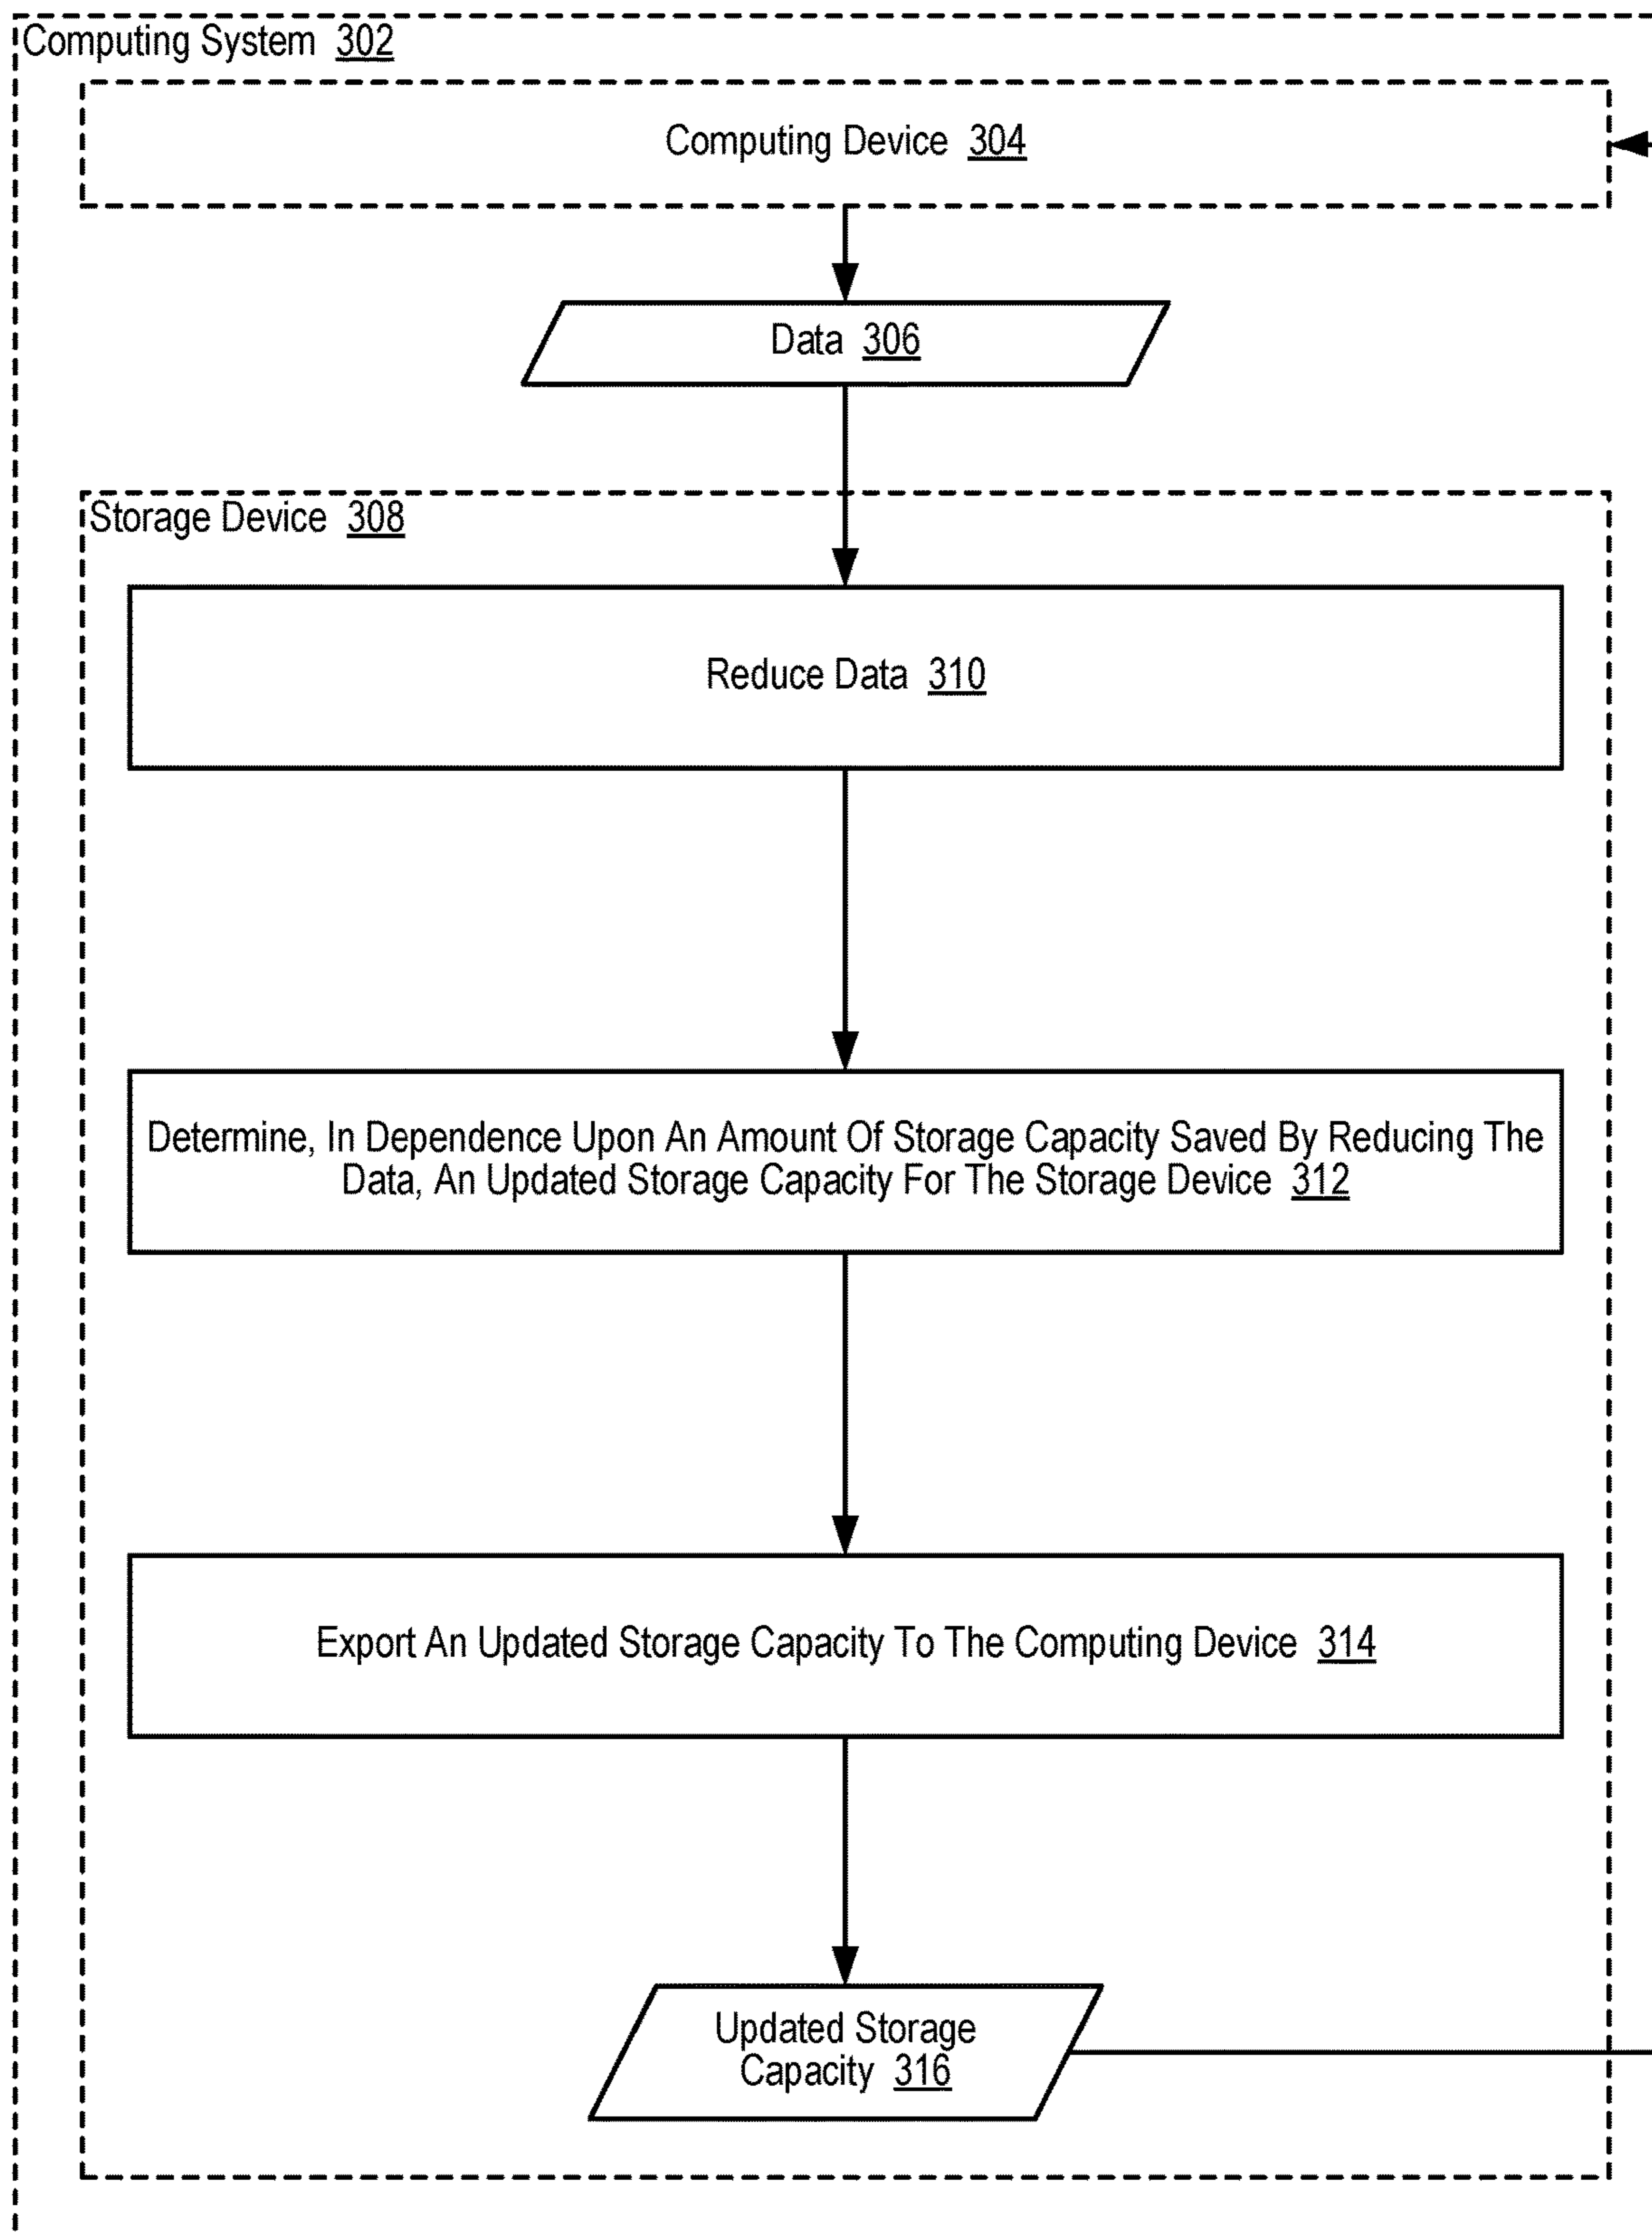 Computing System 302
Computing Device 304
Data 306
Storage Device 308
Reduce Data 310
Determine, In Dependence Upon An Amount Of Storage Capacity Saved By Reducing The
Data, An Updated Storage Capacity For The Storage Device 312
Export An Updated Storage Capacity To The Computing Device 314
Updated Storage
Capacity 316